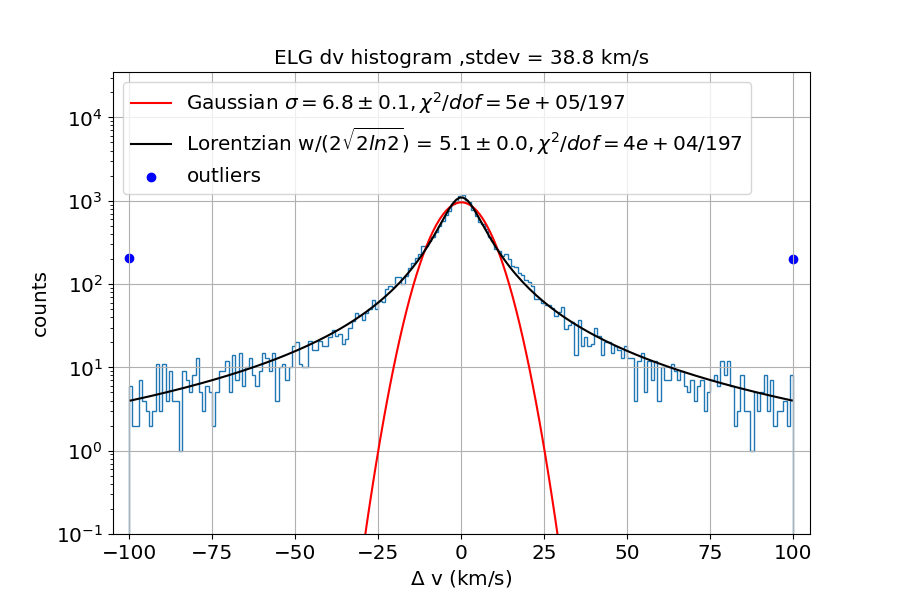 ELG dv histogram ,stdev = 38.8 km/s
Gaussian σ = 6.8 ± 0.1, χ²/dof = 5e + 05/197
Lorentzian w/(2√2ln2) = 5.1 ± 0.0, χ²/dof = 4e + 04/197
outliers
10⁴
10³
10²
10¹
10⁰
10⁻¹
counts
−100 −75 −50 −25 0 25 50 75 100
Δ v (km/s)